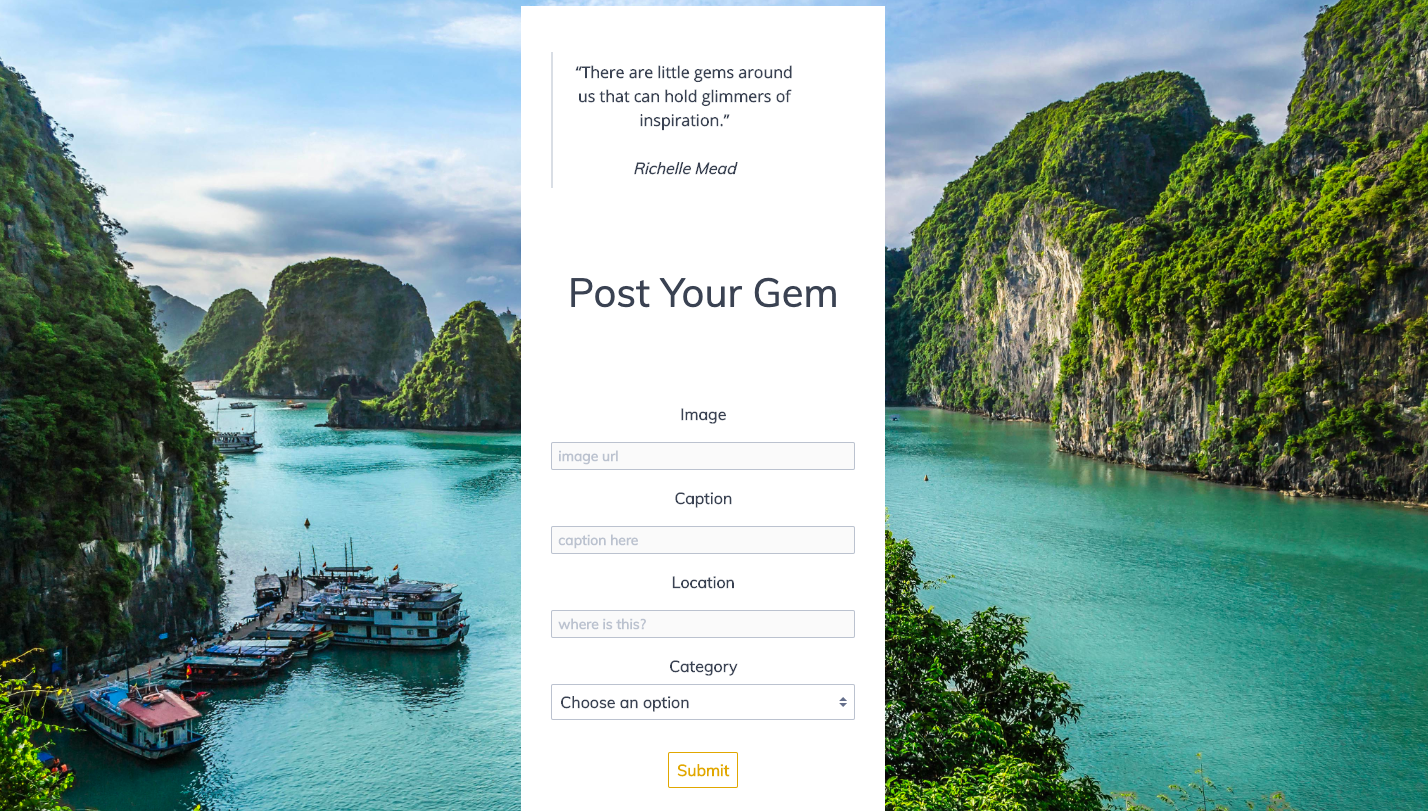 “There are little gems around
us that can hold glimmers of
inspiration.”
Richelle Mead
Post Your Gem
Image
image url
Caption
caption here
Location
where is this?
Category
Choose an option
Submit